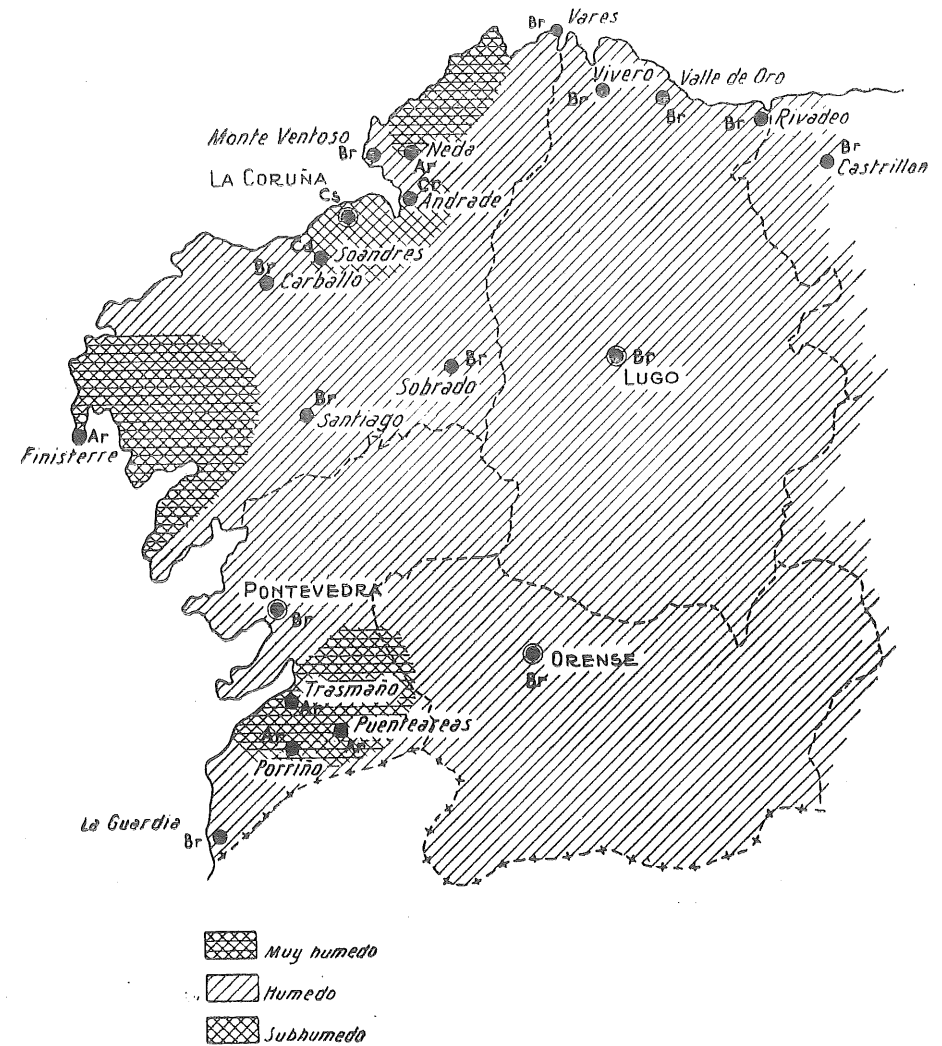 Br Vares
Vivero
Br
Valle de Oro
Br
Br Rivadeo
Br
Castrillon
Monte Ventoso
Br
Neda
Ar
LA CORUÑA
Cs
Cr
Andrade
Cd
Soandres
Br
Carballo
Br
Sobrado
Br
LUGO
Br
Santiago
Ar
Finisterre
PONTEVEDRA
Br
ORENSE
Br
Trasmaño
Ar
Puenteareas
Ar
Ar
Porriño
La Guardia
Br
Muy humedo
Humedo
Subhumedo